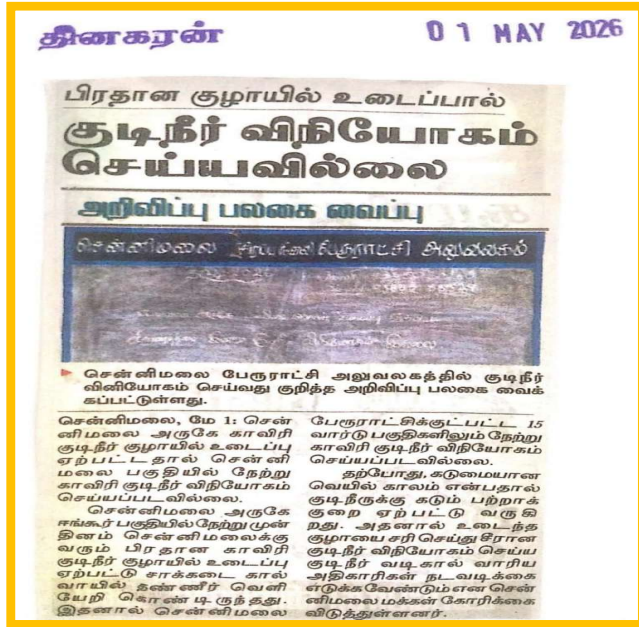 தினகரன்
01 MAY 2026
பிரதான குழாயில் உடைப்பால்
குடிநீர் விநியோகம்
செய்யவில்லை
அறிவிப்பு பலகை வைப்பு
சென்னிமலை சிறப்பு நிலை பேரூராட்சி அலுவலகம்
சென்னிமலை பேரூராட்சி அலுவலகத்தில் குடிநீர்
வினியோகம் செய்வது குறித்த அறிவிப்பு பலகை வைக்
கப்பட்டுள்ளது.
சென்னிமலை, மே 1: சென்
னிமலை அருகே காவிரி
குடிநீர் குழாயில் உடைப்பு
ஏற்பட்டதால் சென்னி
மலை பகுதியில் நேற்று
காவிரி குடிநீர் விநியோகம்
செய்யப்படவில்லை.
சென்னிமலை அருகே
ஈங்கூர் பகுதியில் நேற்று முன்
தினம் சென்னிமலைக்கு
வரும் பிரதான காவிரி
குடிநீர் குழாயில் உடைப்பு
ஏற்பட்டு சாக்கடை கால்
வாயில் தண்ணீர் வெளி
யேறி கொண்டிருந்தது.
இதனால் சென்னிமலை
பேரூராட்சிக்குட்பட்ட 15
வார்டு பகுதிகளிலும் நேற்று
காவிரி குடிநீர் விநியோகம்
செய்யப்படவில்லை.
தற்போது, கடுமையான
வெயில் காலம் என்பதால்
குடிநீருக்கு கடும் பற்றாக்
குறை ஏற்பட்டு வருகி
றது. அதனால் உடைந்த
குழாயை சரி செய்து சீரான
குடிநீர் விநியோகம் செய்ய
குடிநீர் வடிகால் வாரிய
அதிகாரிகள் நடவடிக்கை
எடுக்கவேண்டும் என சென்
னிமலை மக்கள் கோரிக்கை
விடுத்துள்ளனர்.